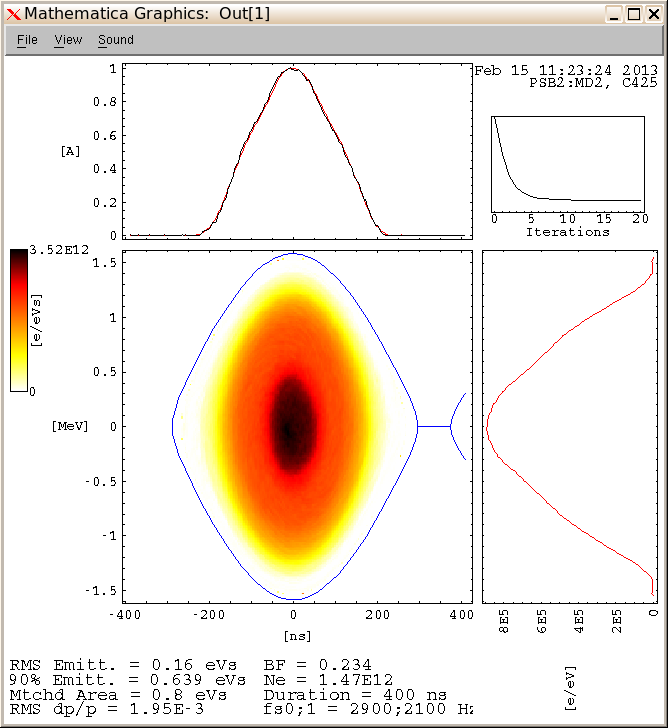 Mathematica Graphics: Out[1]
File View Sound
Feb 15 11:23:24 2013
PSB2:MD2, C425
1
0.8
0.6
[A]
0.4
0.2
0
0 5 10 15 20
Iterations
3.52E12
[e/eVs]
0
1.5
1
0.5
[MeV] 0
-0.5
-1
-1.5
-400 -200 0 200 400
[ns]
8E5 6E5 4E5 2E5 0
[e/eV]
RMS Emitt. = 0.16 eVs BF = 0.234
90% Emitt. = 0.639 eVs Ne = 1.47E12
Mtchd Area = 0.8 eVs Duration = 400 ns
RMS dp/p = 1.95E-3 fs0;1 = 2900;2100 Hz